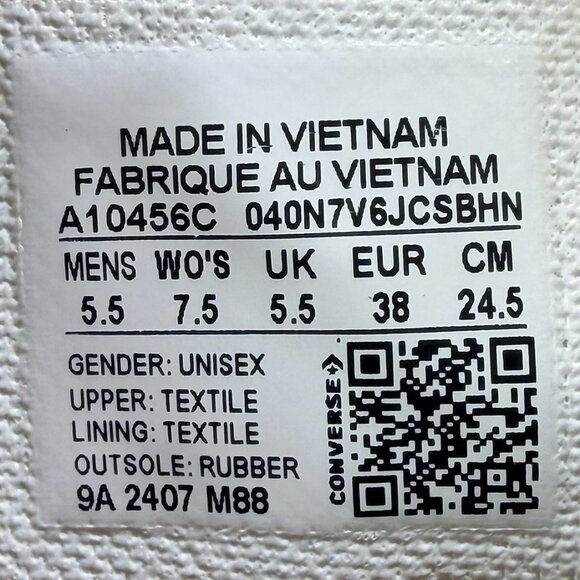 MADE IN VIETNAM
FABRIQUE AU VIETNAM
A10456C 040N7V6JCSBHN
MENS WO'S UK EUR CM
5.5 7.5 5.5 38 24.5
GENDER: UNISEX
UPPER: TEXTILE
LINING: TEXTILE
OUTSOLE: RUBBER
9A 2407 M88
CONVERSE